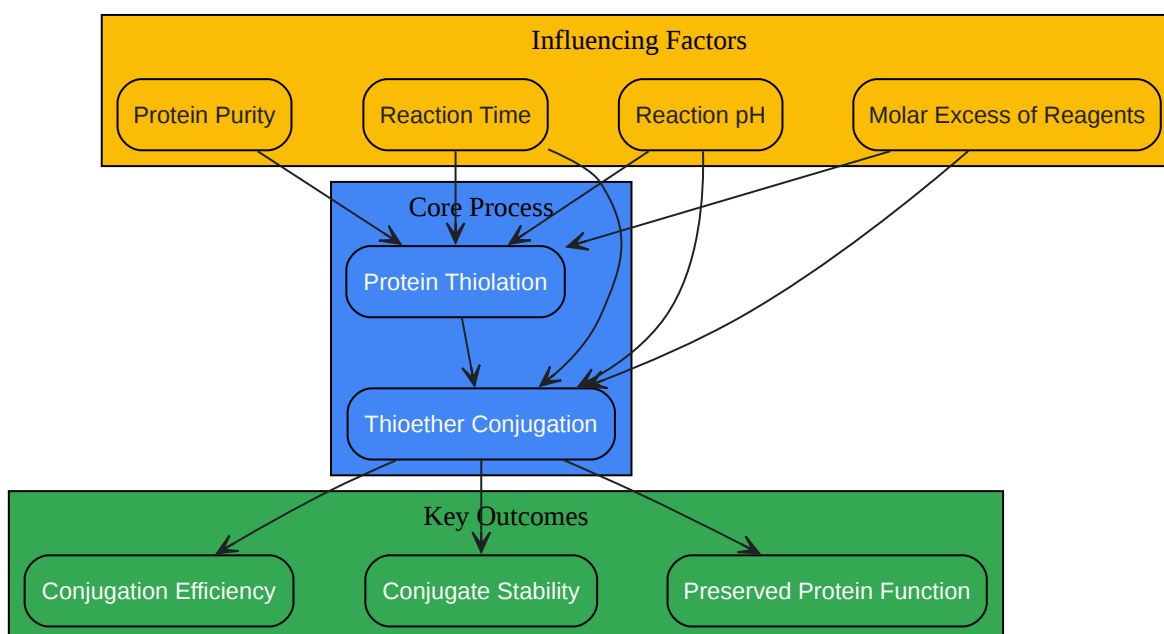 Influencing Factors
Protein Purity
Reaction Time
Reaction pH
Molar Excess of Reagents
Core Process
Protein Thiolation
Thioether Conjugation
Key Outcomes
Conjugation Efficiency
Conjugate Stability
Preserved Protein Function